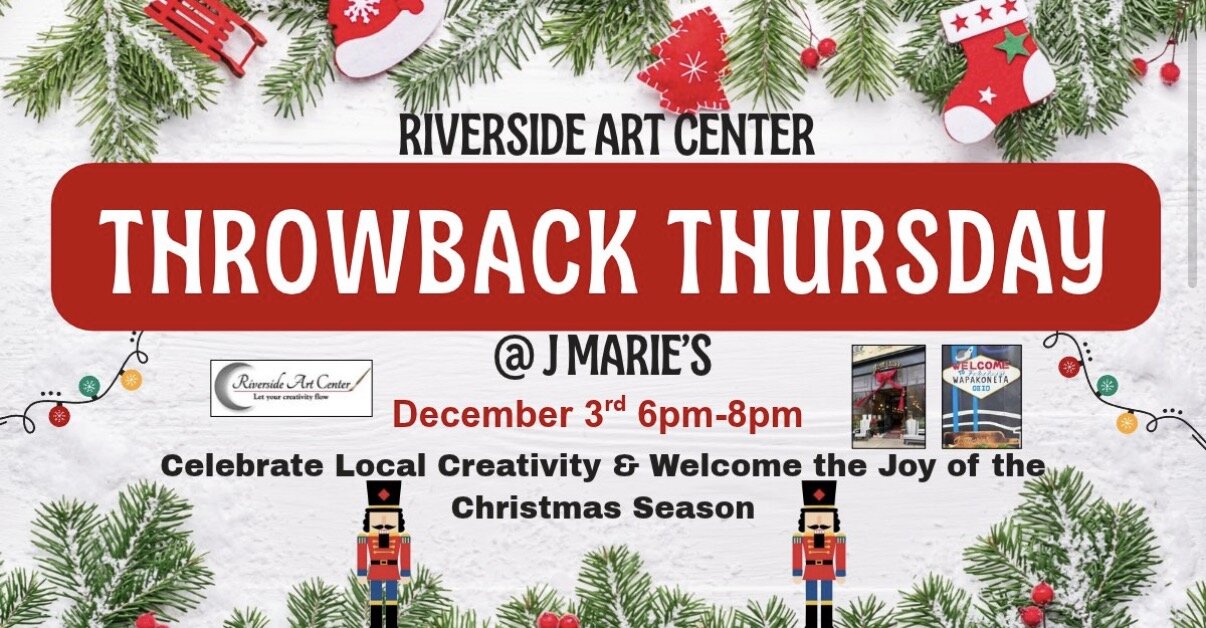 RIVERSIDE ART CENTER
THROWBACK THURSDAY
@ J MARIE'S
Riverside Art Center
Let your creativity flow
December 3rd 6pm-8pm
WELCOME
WAPAKONETA
OHIO
Celebrate Local Creativity & Welcome the Joy of the
Christmas Season